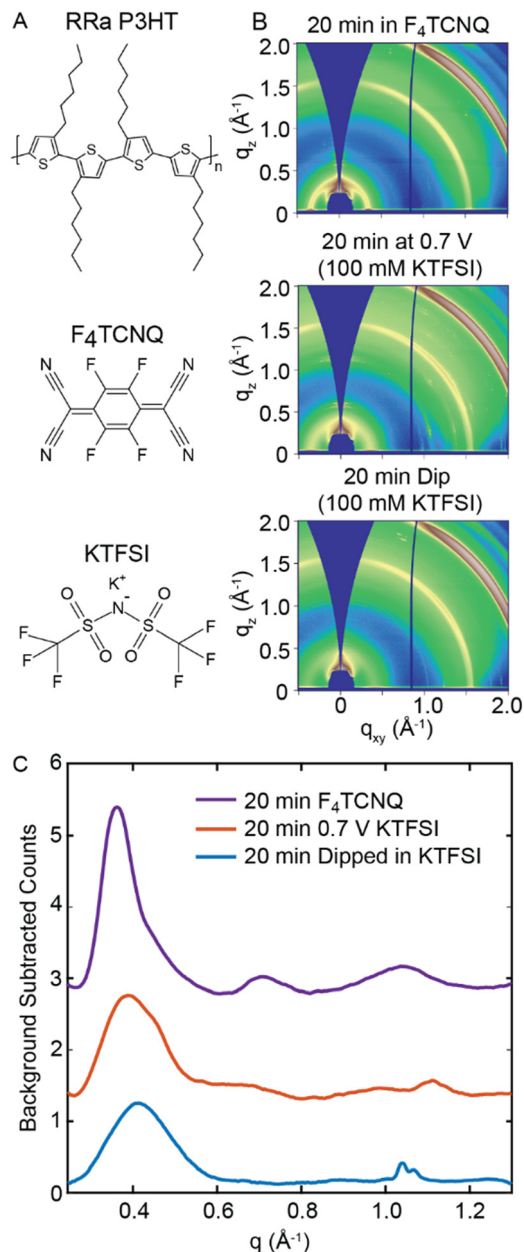 A
RRa P3HT
S
S
S
S
n
F₄TCNQ
N
N
F
F
F
F
N
N
KTFSI
K⁺
O
N⁻
O
F
S
S
F
F
O
O
F
F
F
B
20 min in F₄TCNQ
2.0
1.5
1.0
0.5
0
qz (Å⁻¹)
20 min at 0.7 V
(100 mM KTFSI)
2.0
1.5
1.0
0.5
0
qz (Å⁻¹)
20 min Dip
(100 mM KTFSI)
2.0
1.5
1.0
0.5
0
qz (Å⁻¹)
0 1.0 2.0
qxy (Å⁻¹)
C
6
5
4
3
2
1
0
Background Subtracted Counts
20 min F₄TCNQ
20 min 0.7 V KTFSI
20 min Dipped in KTFSI
0.4 0.6 0.8 1.0 1.2
q (Å⁻¹)